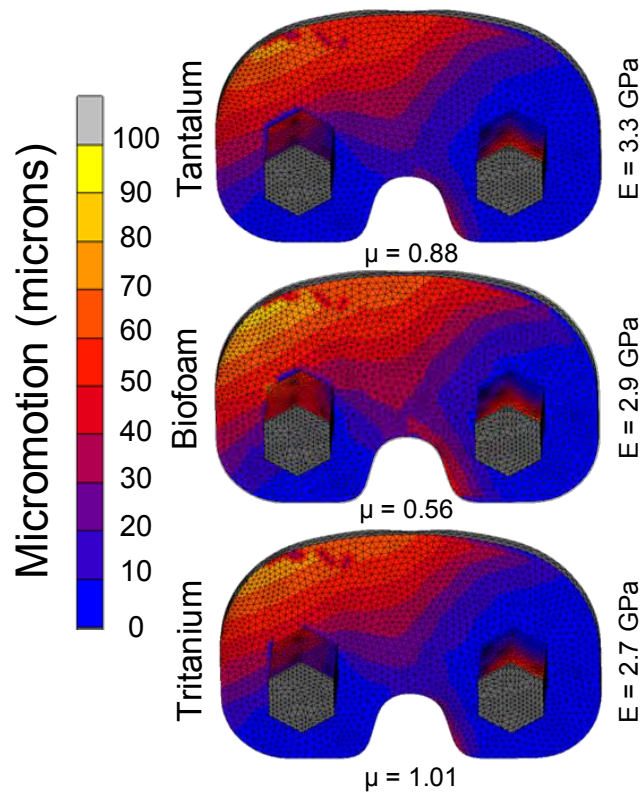 Micromotion (microns)
100
90
80
70
60
50
40
30
20
10
0
Tantalum
E = 3.3 GPa
μ = 0.88
Biofoam
E = 2.9 GPa
μ = 0.56
Tritanium
E = 2.7 GPa
μ = 1.01